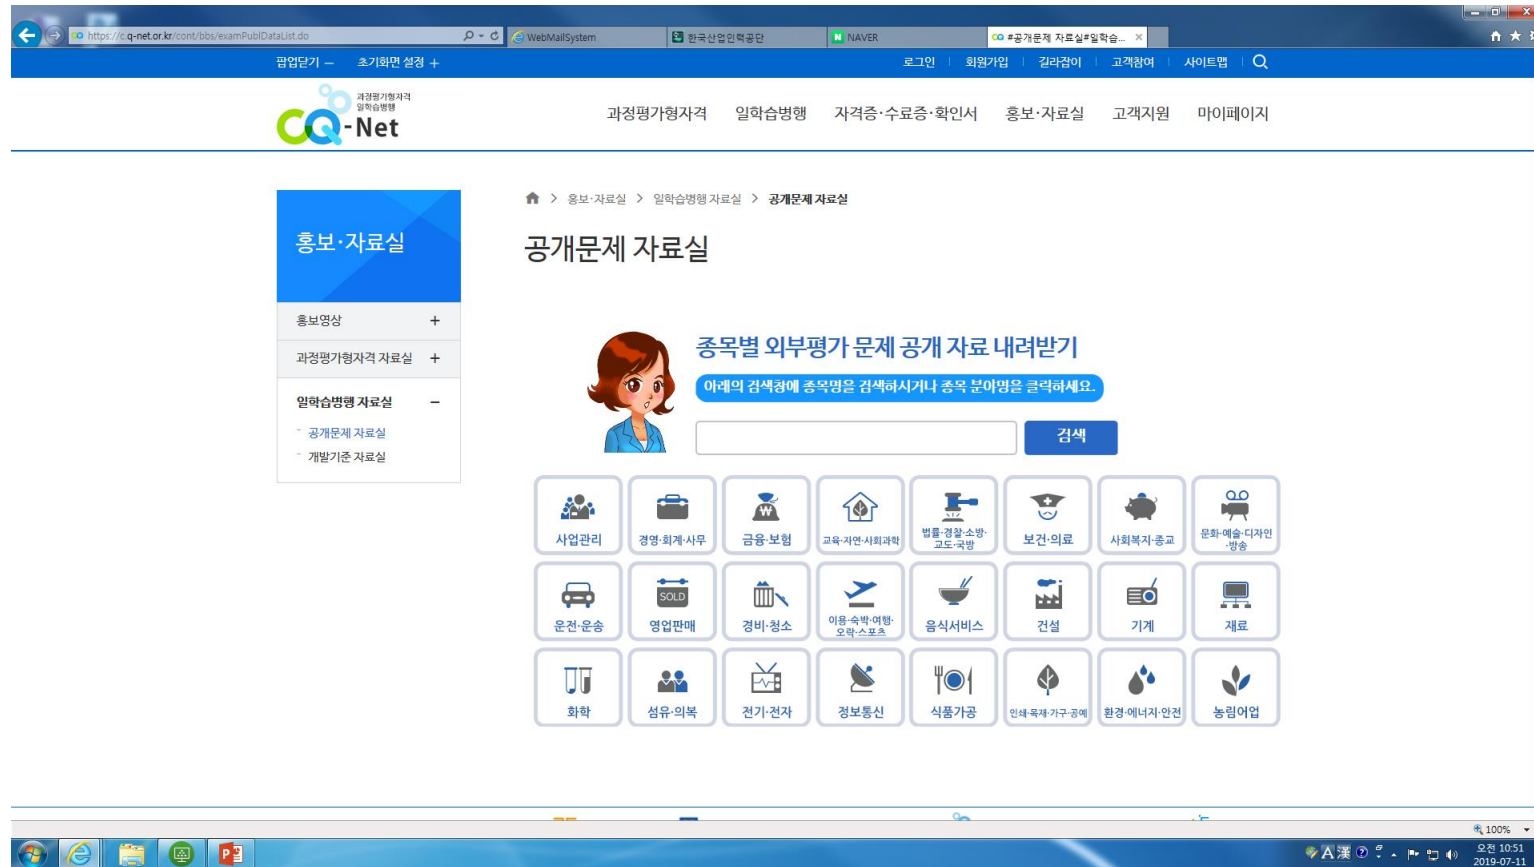 https://c.q-net.or.kr/cont/bbs/examPublDataList.do
WebMailSystem
한국산업인력공단
NAVER
#공개문제 자료실#일학습...
팝업닫기
초기화면 설정
로그인
회원가입
길라잡이
고객참여
사이트맵
과정평가형자격
일학습병행
CQ-Net
과정평가형자격
일학습병행
자격증·수료증·확인서
홍보·자료실
고객지원
마이페이지
홍보·자료실
홍보영상
과정평가형자격 자료실
일학습병행 자료실
공개문제 자료실
개발기준 자료실
홍보·자료실 > 일학습병행 자료실 > 공개문제 자료실
공개문제 자료실
종목별 외부평가 문제 공개 자료 내려받기
아래의 검색창에 종목명을 검색하시거나 종목 분야명을 클릭하세요.
검색
사업관리
경영·회계·사무
금융·보험
교육·자연·사회과학
법률·경찰·소방·
교도·국방
보건·의료
사회복지·종교
문화·예술·디자인
·방송
운전·운송
SOLD
영업판매
경비·청소
이용·숙박·여행·
오락·스포츠
음식서비스
건설
기계
재료
화학
섬유·의복
전기·전자
정보통신
식품가공
인쇄·목재·가구·공예
환경·에너지·안전
농림어업
100%
A 漢
오전 10:51
2019-07-11